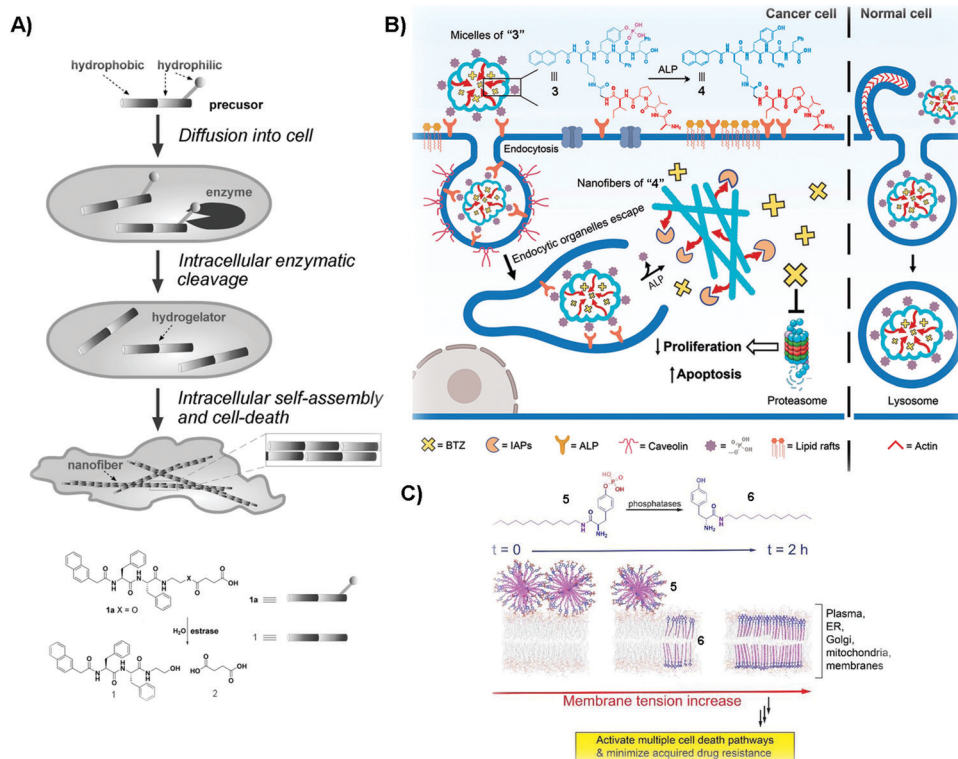 A)
hydrophobic
hydrophilic
precusor
Diffusion into cell
enzyme
Intracellular enzymatic
cleavage
hydrogelator
Intracellular self-assembly
and cell-death
nanofiber
1a X = O
1a
H₂O estrase
1
1
2
B)
Micelles of "3"
3
ALP
4
Cancer cell
Normal cell
Endocytosis
Nanofibers of "4"
Endocytic organelles escape
ALP
Proliferation
Apoptosis
Proteasome
Lysosome
= BTZ
= IAPs
= ALP
= Caveolin
=
= Lipid rafts
= Actin
C)
5
phosphatases
6
t = 0
t = 2 h
5
6
Plasma,
ER,
Golgi,
mitochondria,
membranes
Membrane tension increase
Activate multiple cell death pathways
& minimize acquired drug resistance